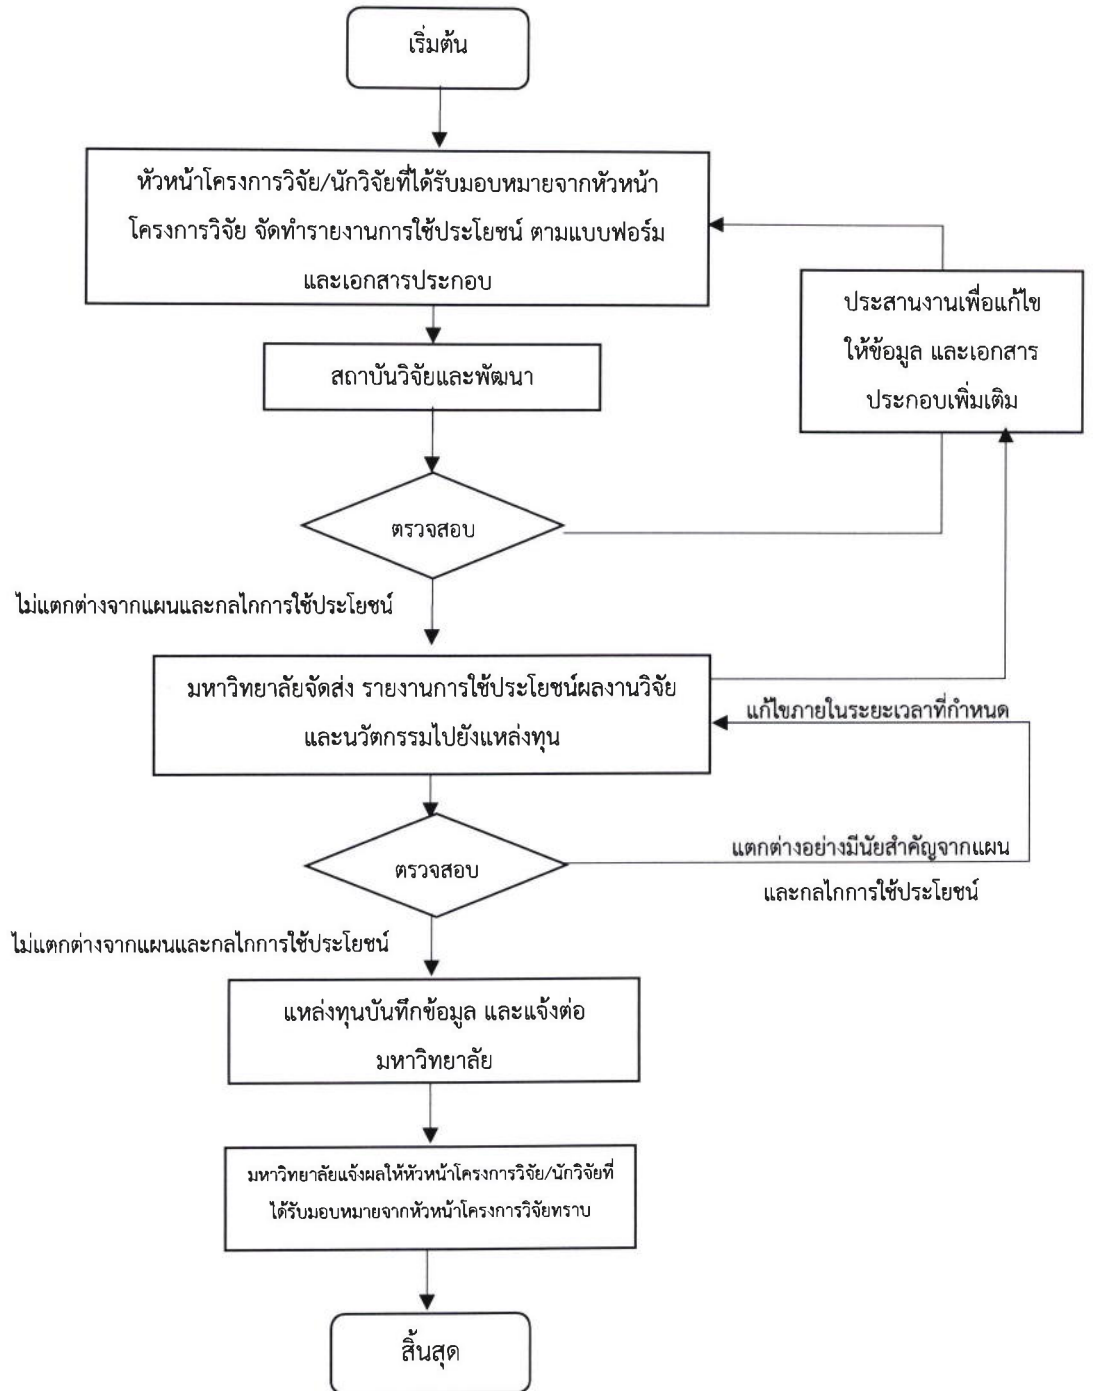 เริ่มต้น
หัวหน้าโครงการวิจัย/นักวิจัยที่ได้รับมอบหมายจากหัวหน้า
โครงการวิจัย จัดทำรายงานการใช้ประโยชน์ ตามแบบฟอร์ม
และเอกสารประกอบ
ประสานงานเพื่อแก้ไข
ให้ข้อมูล และเอกสาร
ประกอบเพิ่มเติม
สถาบันวิจัยและพัฒนา
ตรวจสอบ
ไม่แตกต่างจากแผนและกลไกการใช้ประโยชน์
มหาวิทยาลัยจัดส่ง รายงานการใช้ประโยชน์ผลงานวิจัย
และนวัตกรรมไปยังแหล่งทุน
แก้ไขภายในระยะเวลาที่กำหนด
ตรวจสอบ
แตกต่างอย่างมีนัยสำคัญจากแผน
และกลไกการใช้ประโยชน์
ไม่แตกต่างจากแผนและกลไกการใช้ประโยชน์
แหล่งทุนบันทึกข้อมูล และแจ้งต่อ
มหาวิทยาลัย
มหาวิทยาลัยแจ้งผลให้หัวหน้าโครงการวิจัย/นักวิจัยที่
ได้รับมอบหมายจากหัวหน้าโครงการวิจัยทราบ
สิ้นสุด